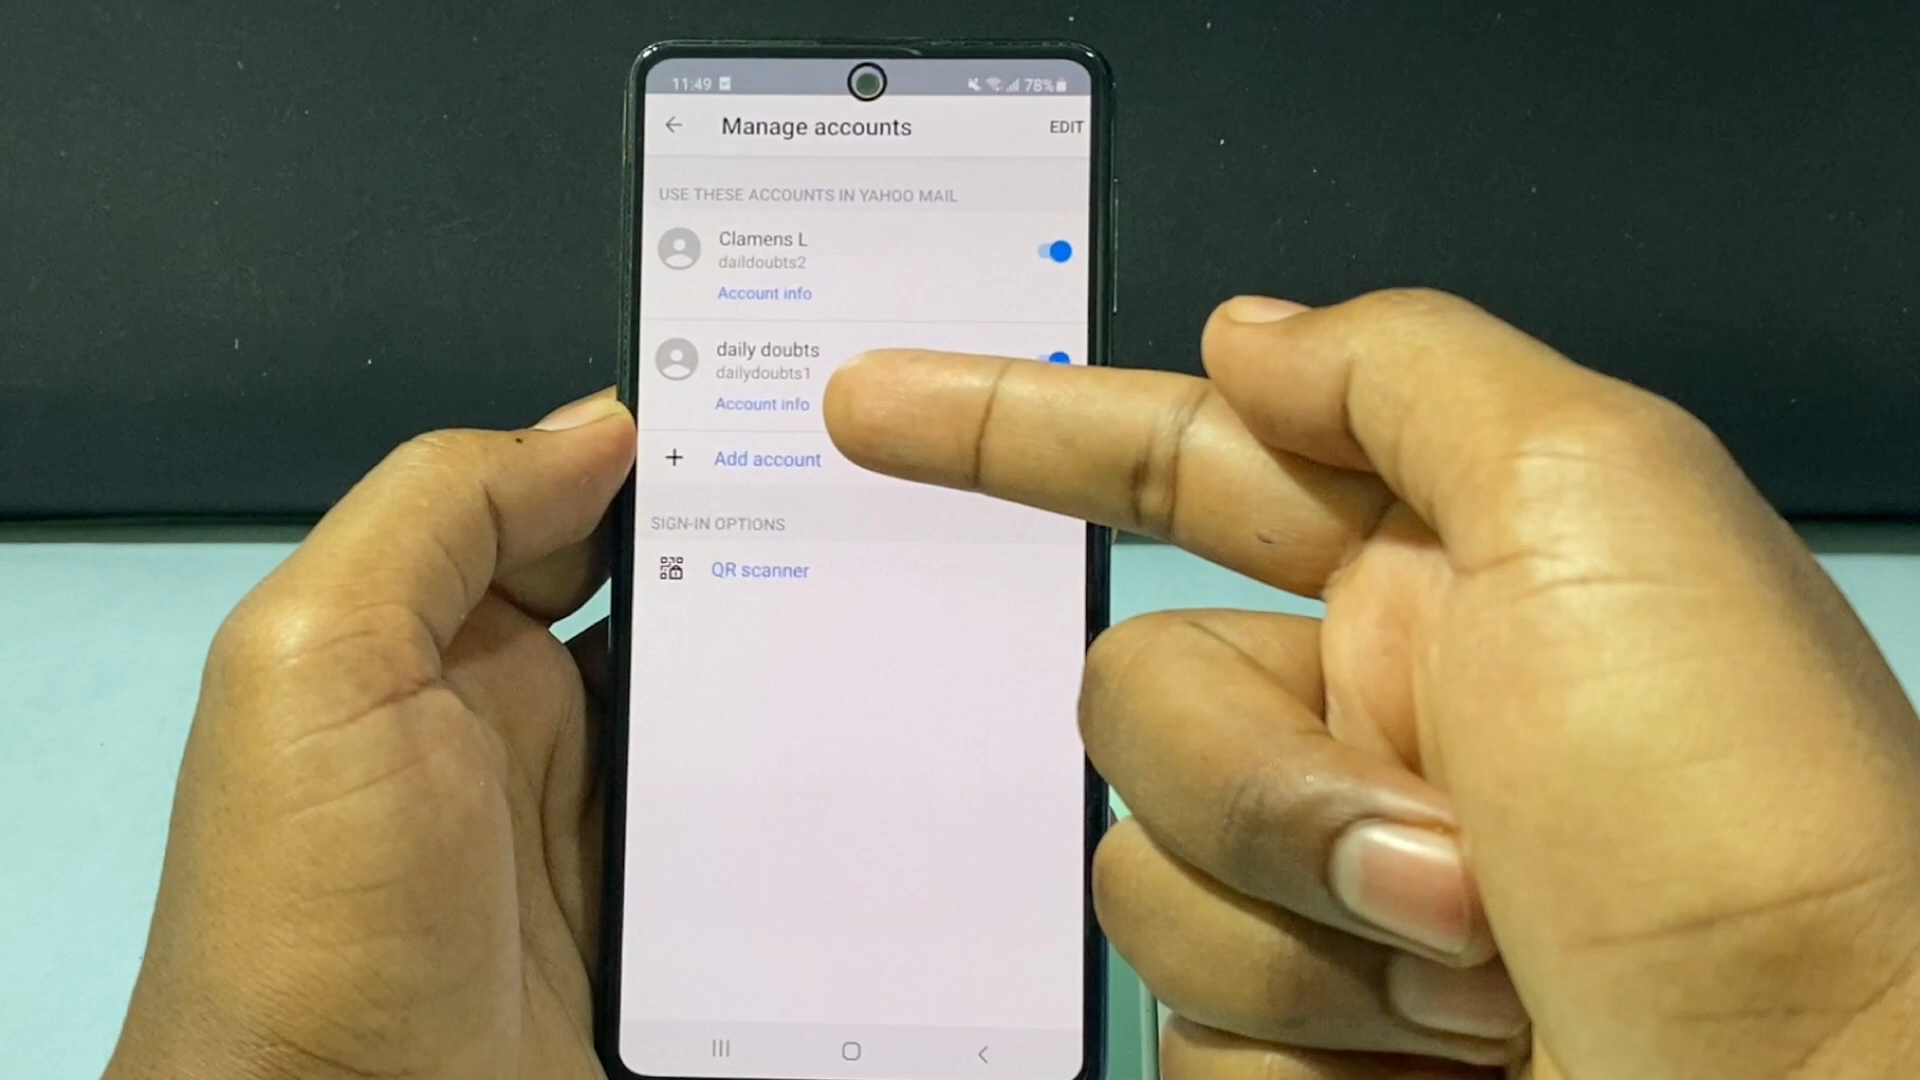 11:49
78%
Manage accounts
EDIT
USE THESE ACCOUNTS IN YAHOO MAIL
Clamens L
daildoubts2
Account info
daily doubts
dailydoubts1
Account info
Add account
SIGN-IN OPTIONS
QR scanner